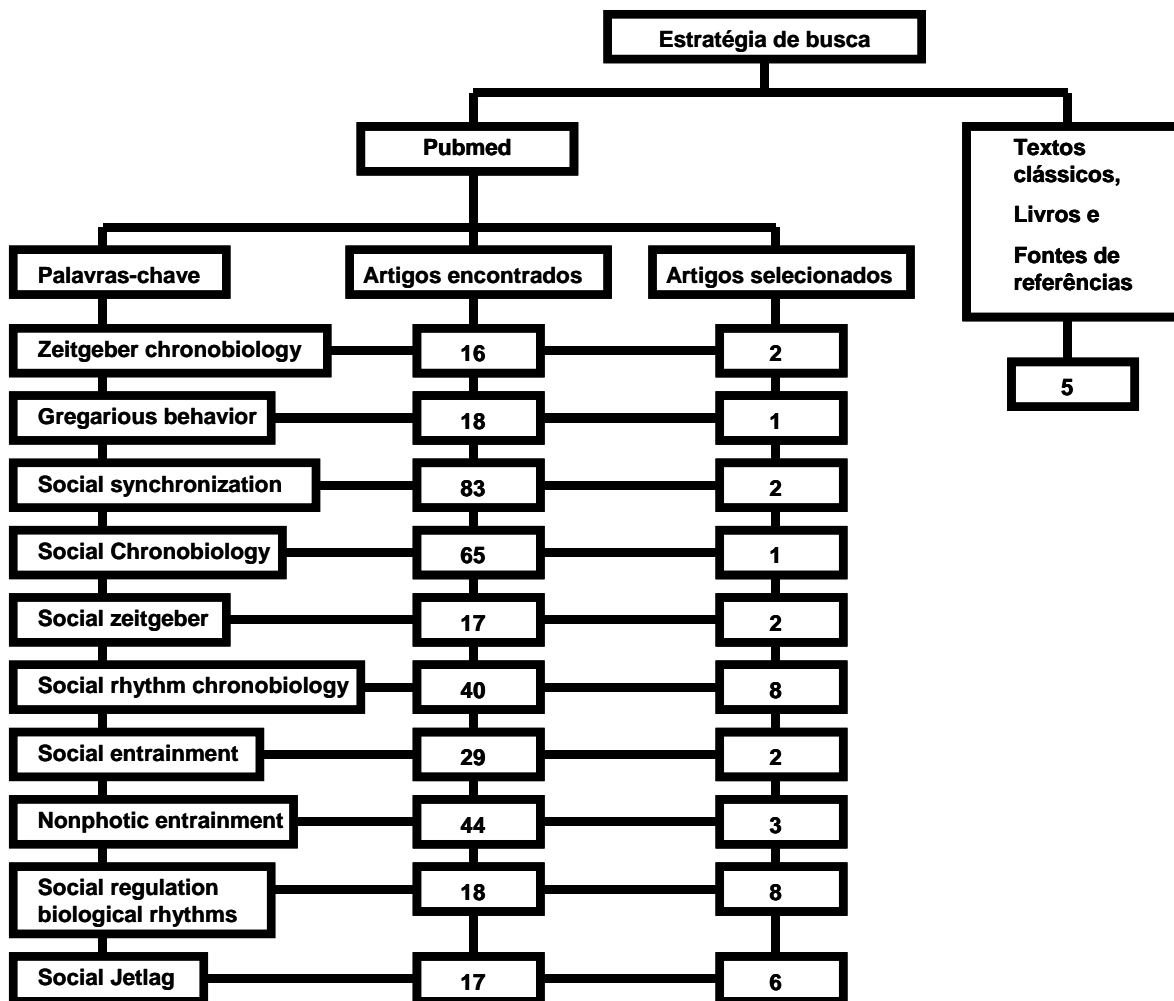 Estratégia de busca
Pubmed
Textos
clássicos,
Livros e
Fontes de
referências
Palavras-chave
Artigos encontrados
Artigos selecionados
Zeitgeber chronobiology
16
2
5
Gregarious behavior
18
1
Social synchronization
83
2
Social Chronobiology
65
1
Social zeitgeber
17
2
Social rhythm chronobiology
40
8
Social entrainment
29
2
Nonphotic entrainment
44
3
Social regulation
biological rhythms
18
8
Social Jetlag
17
6